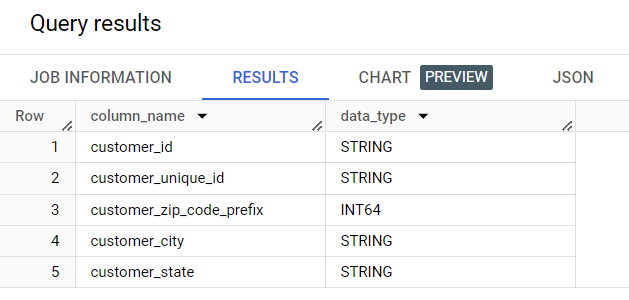 Query results
JOB INFORMATION RESULTS CHART PREVIEW JSON
Row column_name data_type
1 customer_id STRING
2 customer_unique_id STRING
3 customer_zip_code_prefix INT64
4 customer_city STRING
5 customer_state STRING